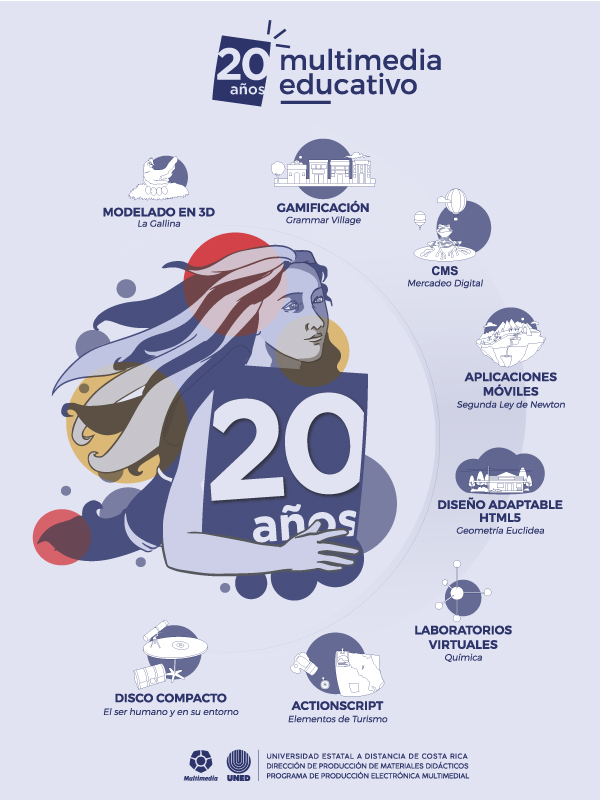 20
años
multimedia
educativo
MODELADO EN 3D
La Gallina
GAMIFICACIÓN
Grammar Village
CMS
Mercadeo Digital
APLICACIONES
MÓVILES
Segunda Ley de Newton
20
años
DISEÑO ADAPTABLE
HTML5
Geometría Euclidea
LABORATORIOS
VIRTUALES
Química
DISCO COMPACTO
El ser humano y en su entorno
ACTIONSCRIPT
Elementos de Turismo
Multimedia
UNED
UNIVERSIDAD ESTATAL A DISTANCIA DE COSTA RICA
DIRECCIÓN DE PRODUCCIÓN DE MATERIALES DIDÁCTICOS
PROGRAMA DE PRODUCCIÓN ELECTRÓNICA MULTIMEDIAL